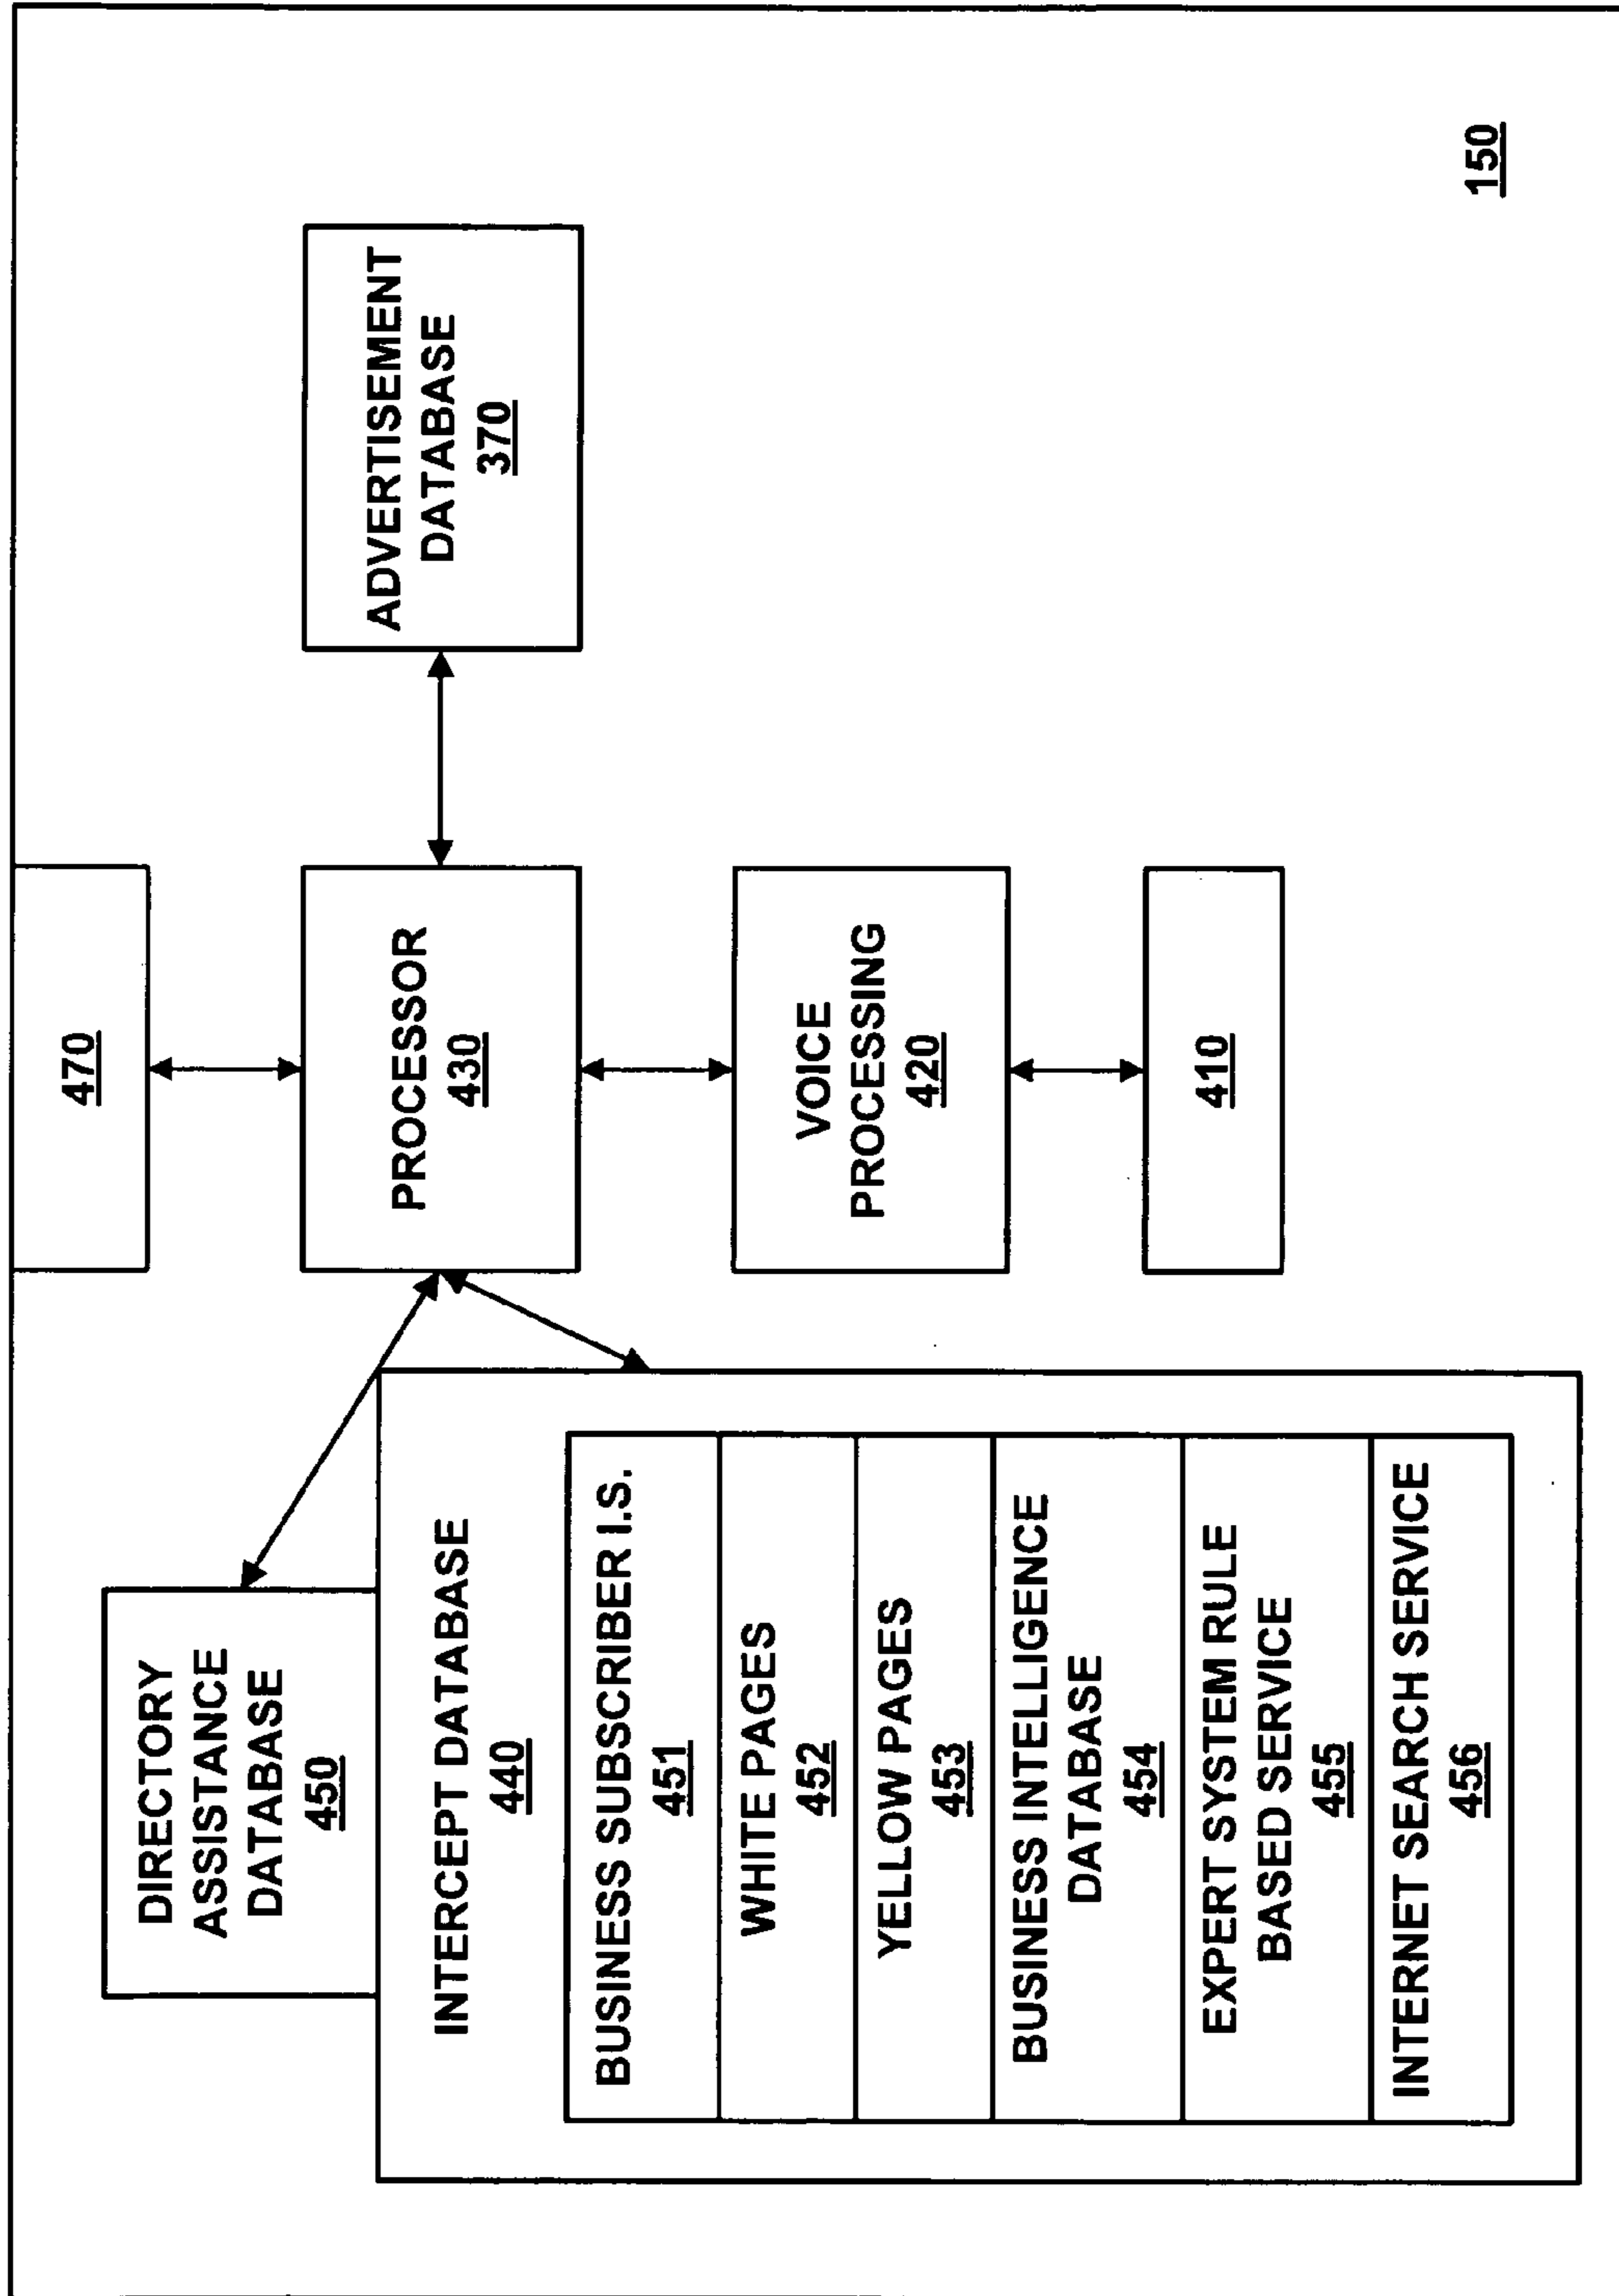 DIRECTORY
ASSISTANCE
DATABASE
450
INTERCEPT DATABASE
440
BUSINESS SUBSCRIBER I.S.
451
WHITE PAGES
452
YELLOW PAGES
453
BUSINESS INTELLIGENCE
DATABASE
454
EXPERT SYSTEM RULE
BASED SERVICE
455
INTERNET SEARCH SERVICE
456
470
PROCESSOR
430
VOICE
PROCESSING
420
410
ADVERTISEMENT
DATABASE
370
150